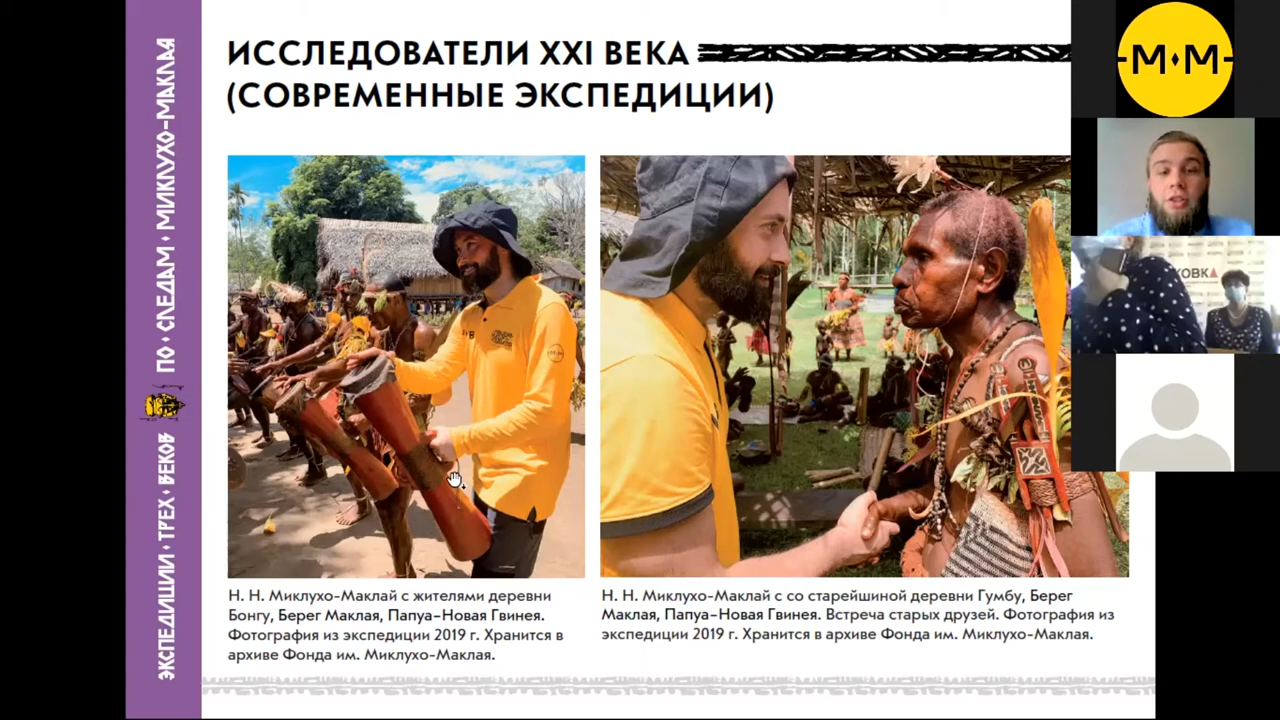 ИССЛЕДОВАТЕЛИ XXI ВЕКА
(СОВРЕМЕННЫЕ ЭКСПЕДИЦИИ)
ЭКСПЕДИЦИИ • ТРЕХ • ВЕКОВ
ПО • СЛЕДАМ • МИКЛУХО-МАКЛАЯ
Н. Н. Миклухо-Маклай с жителями деревни
Бонгу, Берег Маклая, Папуа-Новая Гвинея.
Фотография из экспедиции 2019 г. Хранится в
архиве Фонда им. Миклухо-Маклая.
Н. Н. Миклухо-Маклай с со старейшиной деревни Гумбу, Берег
Маклая, Папуа-Новая Гвинея. Встреча старых друзей. Фотография из
экспедиции 2019 г. Хранится в архиве Фонда им. Миклухо-Маклая.
M•M
ХОВКА